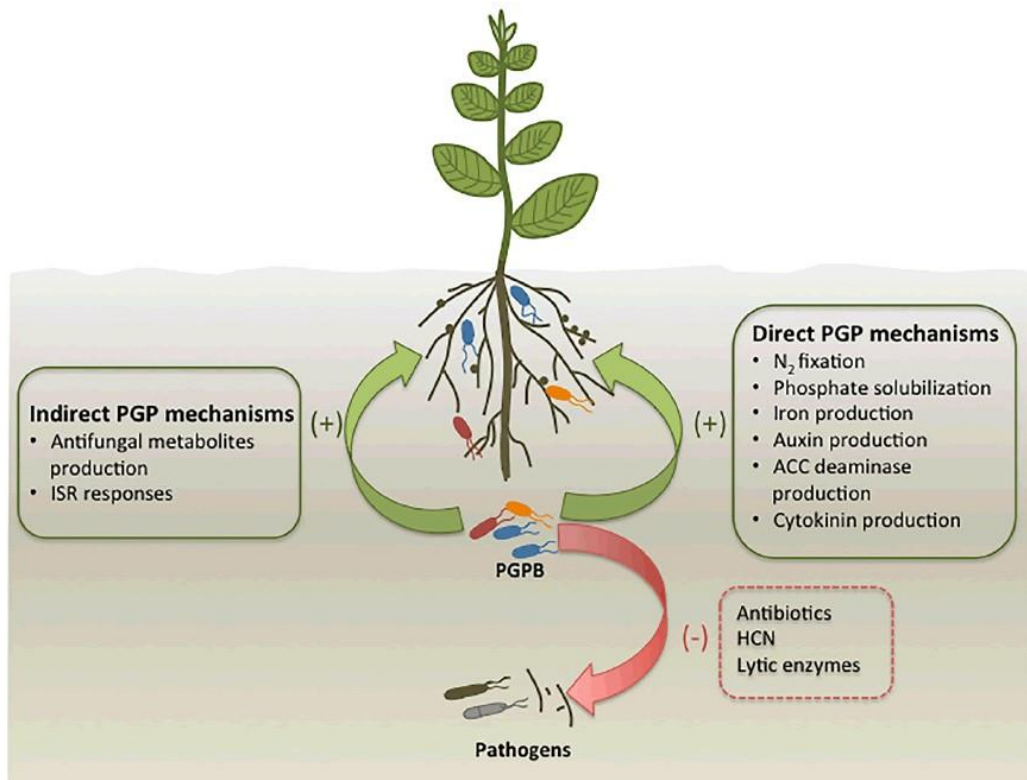 Indirect PGP mechanisms
• Antifungal metabolites
production
• ISR responses
(+)
(+)
Direct PGP mechanisms
• N₂ fixation
• Phosphate solubilization
• Iron production
• Auxin production
• ACC deaminase
production
• Cytokinin production
PGPB
(-)
Antibiotics
HCN
Lytic enzymes
Pathogens